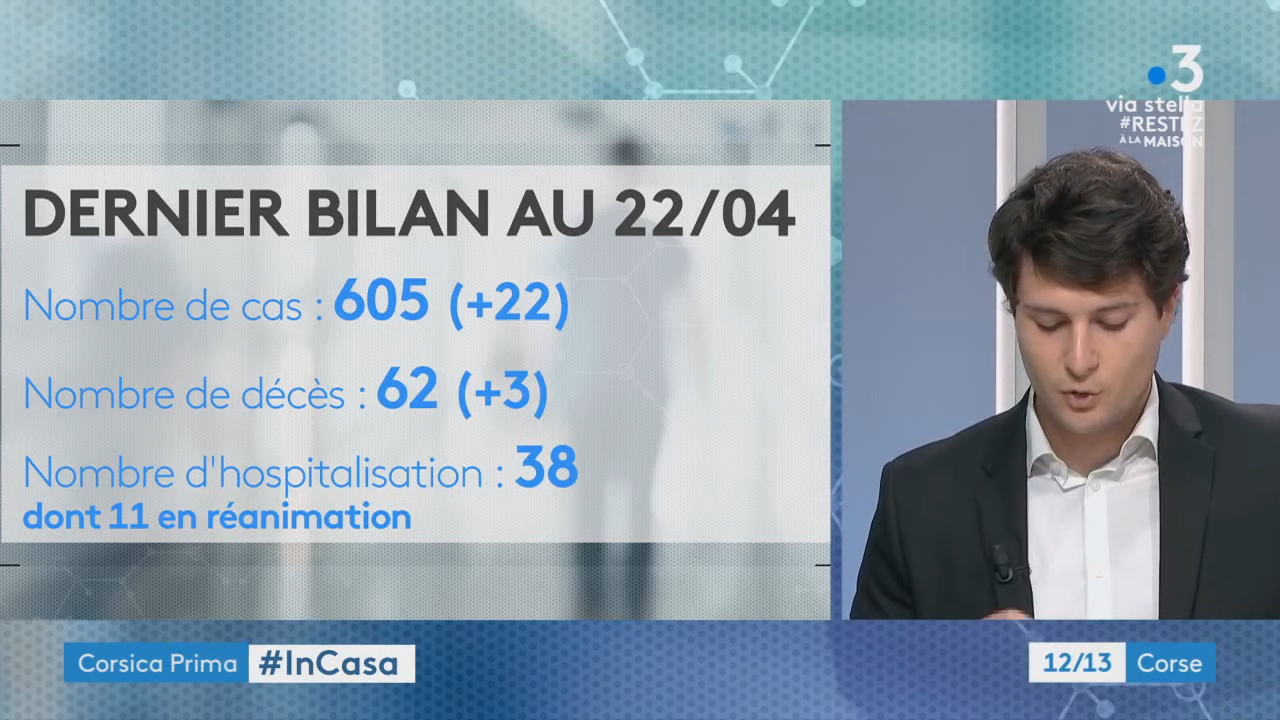 3
via stella
#RESTEZ
À LA MAISON
DERNIER BILAN AU 22/04
Nombre de cas : 605 (+22)
Nombre de décès : 62 (+3)
Nombre d'hospitalisation : 38
dont 11 en réanimation
Corsica Prima #InCasa
12/13 Corse